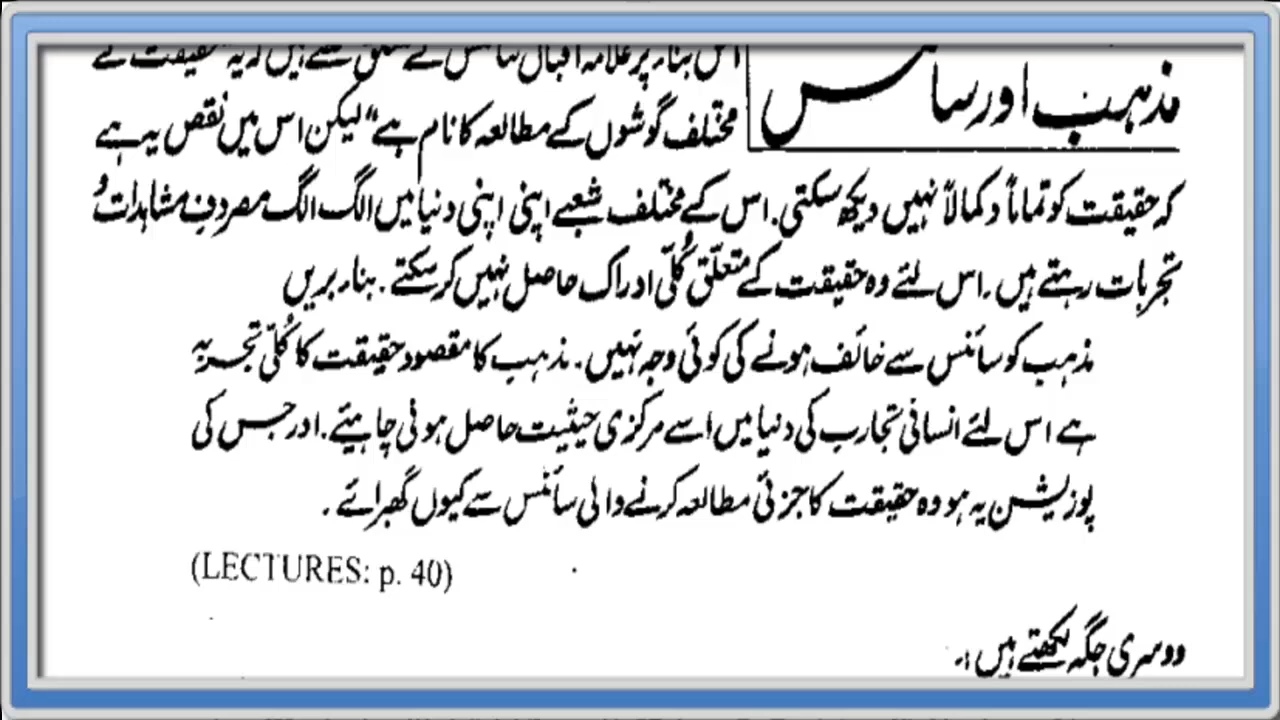 مذہب اور سائنس
اس بناء پر علامہ اقبال سائنس کے متعلق کہتے ہیں کہ یہ حقیقت کے
مختلف گوشوں کے مطالعہ کا نام ہے“ لیکن اس میں نقص یہ ہے
کہ حقیقت کو تماماً و کمالاً نہیں دیکھ سکتی۔ اس کے مختلف شعبے اپنی اپنی دنیا میں الگ الگ مصروفِ مشاہدات و
تجربات رہتے ہیں۔ اس لئے وہ حقیقت کے متعلق کُلّی ادراک حاصل نہیں کر سکتے۔ بناء بریں
مذہب کو سائنس سے خائف ہونے کی کوئی وجہ نہیں۔ مذہب کا مقصود حقیقت کا کُلّی تجربہ
ہے اس لئے انسانی تجارب کی دنیا میں اسے مرکزی حیثیت حاصل ہونی چاہیئے۔ اور جس کی
پوزیشن یہ ہو وہ حقیقت کا جزئی مطالعہ کرنے والی سائنس سے کیوں گھبرائے۔
(LECTURES: p. 40)
دوسری جگہ لکھتے ہیں:۔